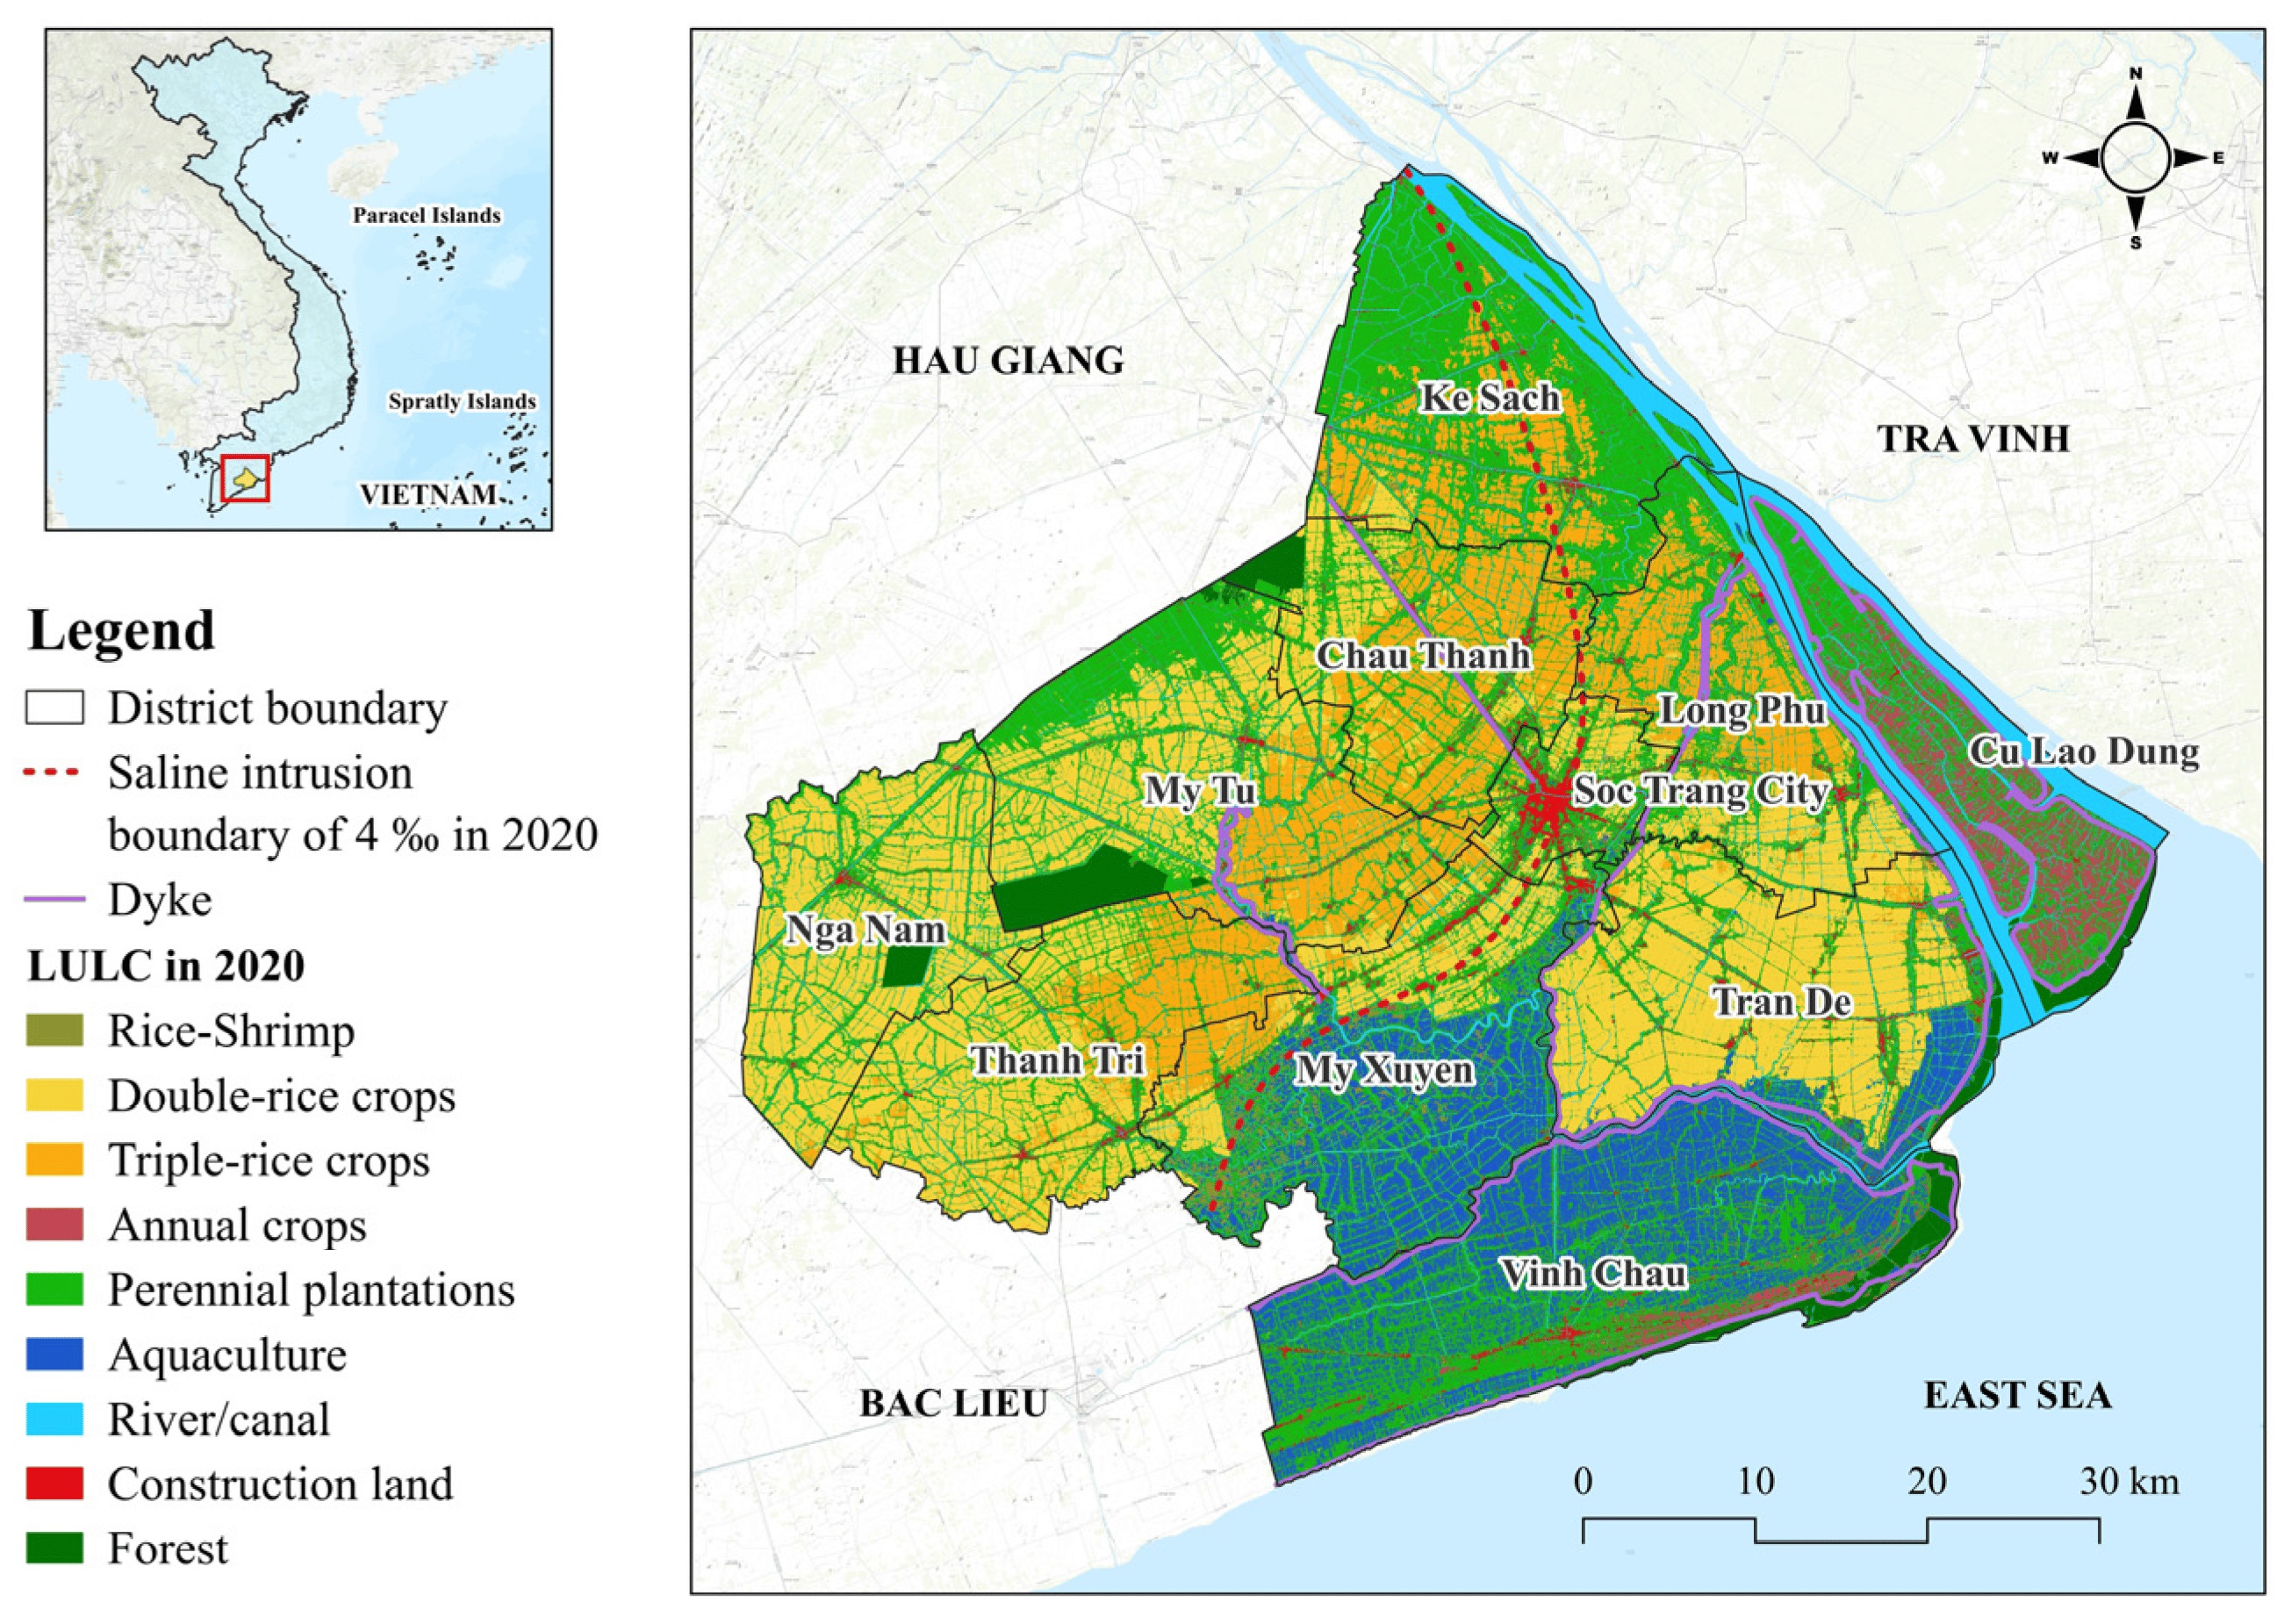 Paracel Islands
Spratly Islands
VIETNAM
Legend
District boundary
Saline intrusion
boundary of 4 ‰ in 2020
Dyke
LULC in 2020
Rice-Shrimp
Double-rice crops
Triple-rice crops
Annual crops
Perennial plantations
Aquaculture
River/canal
Construction land
Forest
N
W
E
S
HAU GIANG
Ke Sach
TRA VINH
Chau Thanh
Long Phu
Cu Lao Dung
My Tu
Soc Trang City
Nga Nam
Tran De
Thanh Tri
My Xuyen
Vinh Chau
BAC LIEU
EAST SEA
0 10 20 30 km